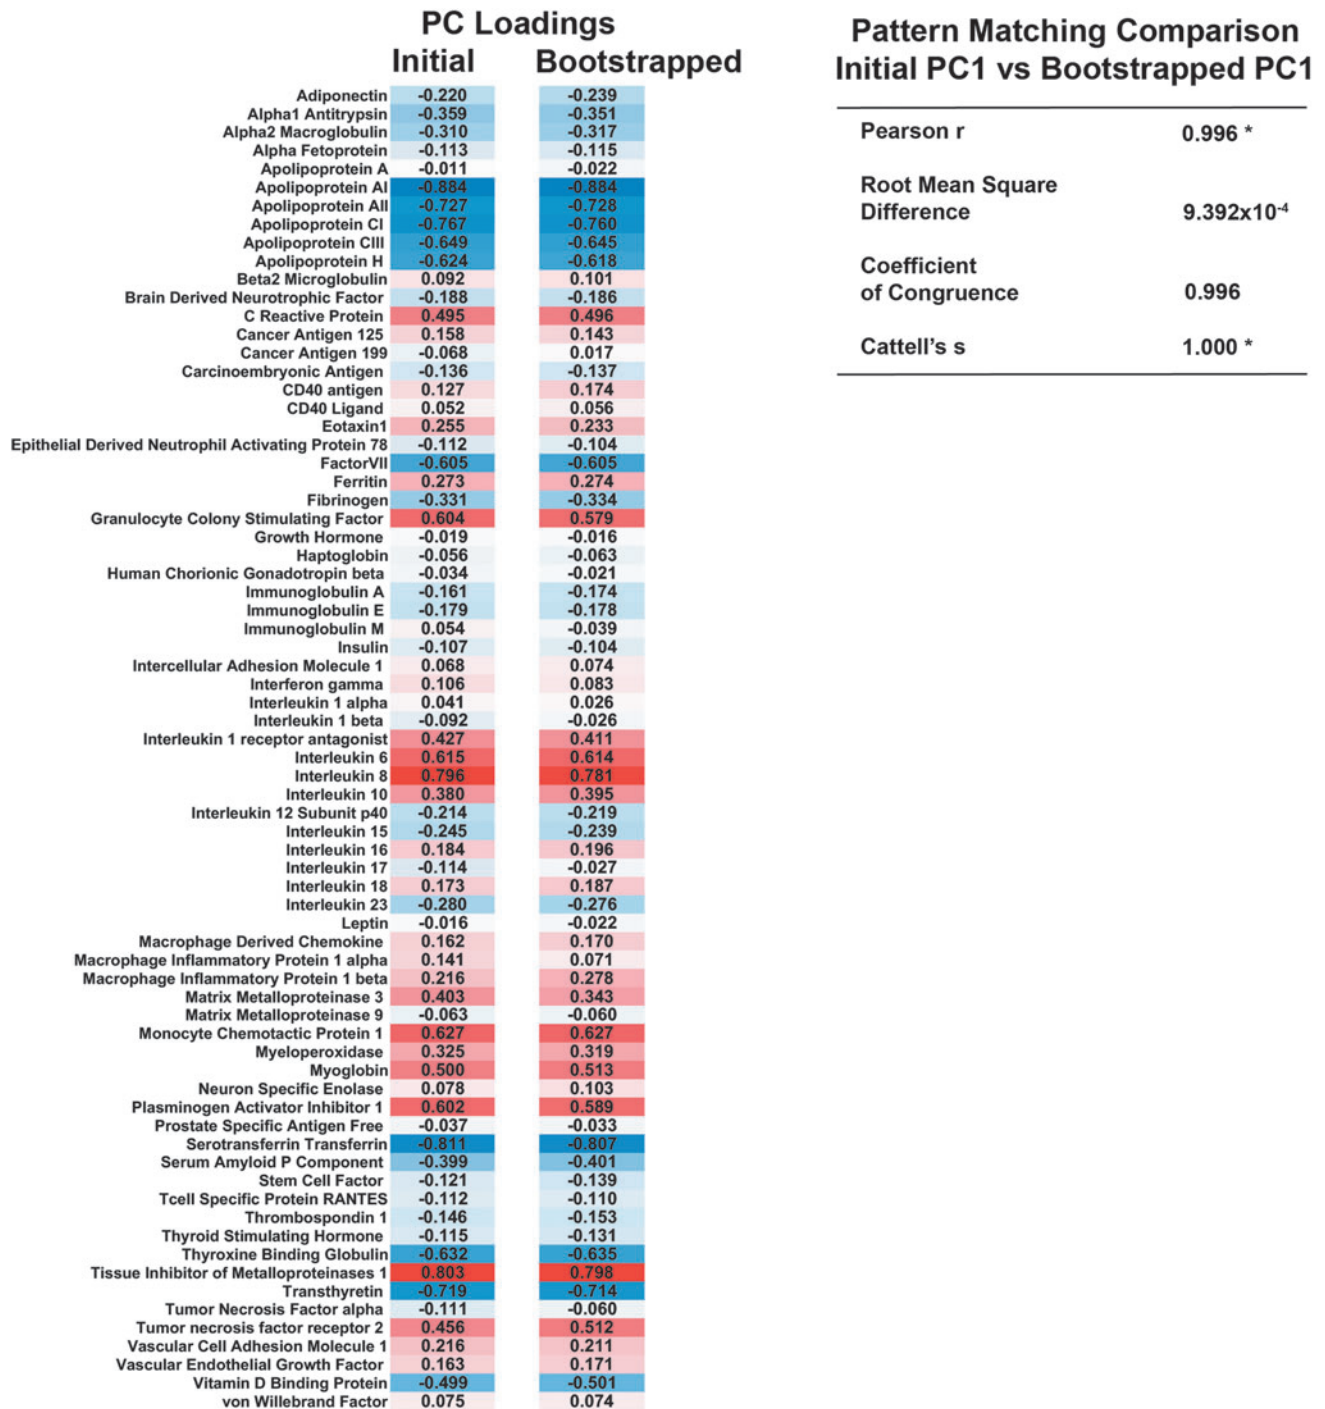 PC Loadings
Initial Bootstrapped
Adiponectin -0.220 -0.239
Alpha1 Antitrypsin -0.359 -0.351
Alpha2 Macroglobulin -0.310 -0.317
Alpha Fetoprotein -0.113 -0.115
Apolipoprotein A -0.011 -0.022
Apolipoprotein AI -0.884 -0.884
Apolipoprotein AII -0.727 -0.728
Apolipoprotein CI -0.767 -0.760
Apolipoprotein CIII -0.649 -0.645
Apolipoprotein H -0.624 -0.618
Beta2 Microglobulin 0.092 0.101
Brain Derived Neurotrophic Factor -0.188 -0.186
C Reactive Protein 0.495 0.496
Cancer Antigen 125 0.158 0.143
Cancer Antigen 199 -0.068 0.017
Carcinoembryonic Antigen -0.136 -0.137
CD40 antigen 0.127 0.174
CD40 Ligand 0.052 0.056
Eotaxin1 0.255 0.233
Epithelial Derived Neutrophil Activating Protein 78 -0.112 -0.104
FactorVII -0.605 -0.605
Ferritin 0.273 0.274
Fibrinogen -0.331 -0.334
Granulocyte Colony Stimulating Factor 0.604 0.579
Growth Hormone -0.019 -0.016
Haptoglobin -0.056 -0.063
Human Chorionic Gonadotropin beta -0.034 -0.021
Immunoglobulin A -0.161 -0.174
Immunoglobulin E -0.179 -0.178
Immunoglobulin M 0.054 -0.039
Insulin -0.107 -0.104
Intercellular Adhesion Molecule 1 0.068 0.074
Interferon gamma 0.106 0.083
Interleukin 1 alpha 0.041 0.026
Interleukin 1 beta -0.092 -0.026
Interleukin 1 receptor antagonist 0.427 0.411
Interleukin 6 0.615 0.614
Interleukin 8 0.796 0.781
Interleukin 10 0.380 0.395
Interleukin 12 Subunit p40 -0.214 -0.219
Interleukin 15 -0.245 -0.239
Interleukin 16 0.184 0.196
Interleukin 17 -0.114 -0.027
Interleukin 18 0.173 0.187
Interleukin 23 -0.280 -0.276
Leptin -0.016 -0.022
Macrophage Derived Chemokine 0.162 0.170
Macrophage Inflammatory Protein 1 alpha 0.141 0.071
Macrophage Inflammatory Protein 1 beta 0.216 0.278
Matrix Metalloproteinase 3 0.403 0.343
Matrix Metalloproteinase 9 -0.063 -0.060
Monocyte Chemotactic Protein 1 0.627 0.627
Myeloperoxidase 0.325 0.319
Myoglobin 0.500 0.513
Neuron Specific Enolase 0.078 0.103
Plasminogen Activator Inhibitor 1 0.602 0.589
Prostate Specific Antigen Free -0.037 -0.033
Serotransferrin Transferrin -0.811 -0.807
Serum Amyloid P Component -0.399 -0.401
Stem Cell Factor -0.121 -0.139
Tcell Specific Protein RANTES -0.112 -0.110
Thrombospondin 1 -0.146 -0.153
Thyroid Stimulating Hormone -0.115 -0.131
Thyroxine Binding Globulin -0.632 -0.635
Tissue Inhibitor of Metalloproteinases 1 0.803 0.798
Transthyretin -0.719 -0.714
Tumor Necrosis Factor alpha -0.111 -0.060
Tumor necrosis factor receptor 2 0.456 0.512
Vascular Cell Adhesion Molecule 1 0.216 0.211
Vascular Endothelial Growth Factor 0.163 0.171
Vitamin D Binding Protein -0.499 -0.501
von Willebrand Factor 0.075 0.074
Pattern Matching Comparison
Initial PC1 vs Bootstrapped PC1
Pearson r 0.996 *
Root Mean Square
Difference 9.392x10⁻⁴
Coefficient
of Congruence 0.996
Cattell's s 1.000 *